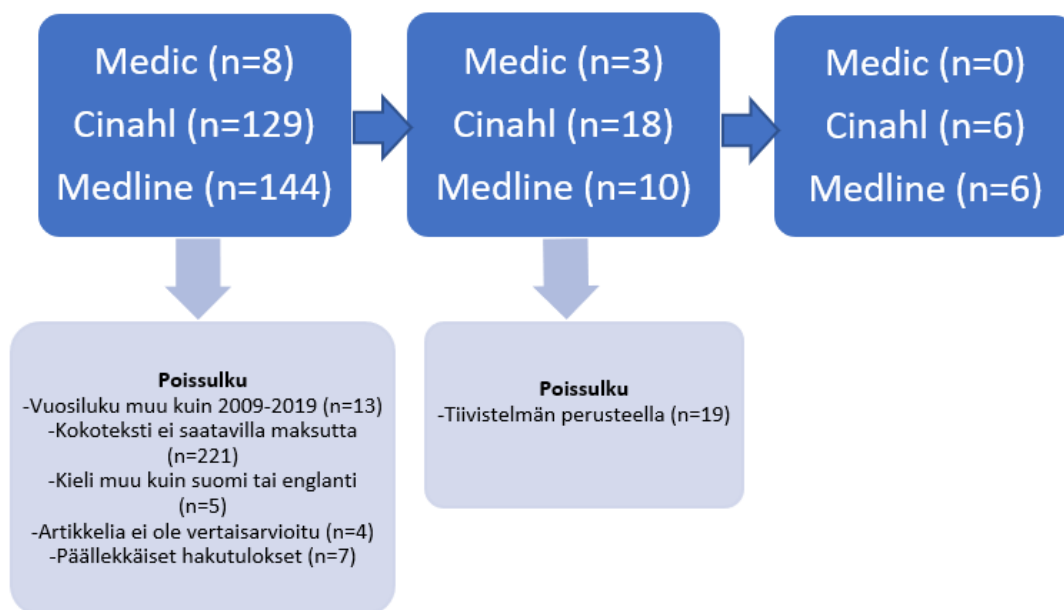 Medic (n=8)
Cinahl (n=129)
Medline (n=144)
Medic (n=3)
Cinahl (n=18)
Medline (n=10)
Medic (n=0)
Cinahl (n=6)
Medline (n=6)
Poissulku
-Vuosiluku muu kuin 2009-2019 (n=13)
-Kokoteksti ei saatavilla maksutta
(n=221)
-Kieli muu kuin suomi tai englanti
(n=5)
-Artikkelia ei ole vertaisarvioitu (n=4)
-Päällekkäiset hakutulokset (n=7)
Poissulku
-Tiivistelmän perusteella (n=19)